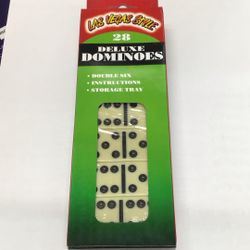 LAS VEGAS STYLE
28
DELUXE
DOMINOES
• DOUBLE SIX
• INSTRUCTIONS
• STORAGE TRAY